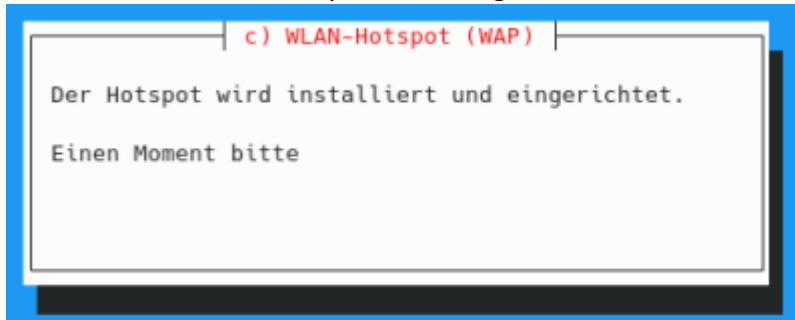 c) WLAN-Hotspot (WAP)
Der Hotspot wird installiert und eingerichtet.
Einen Moment bitte